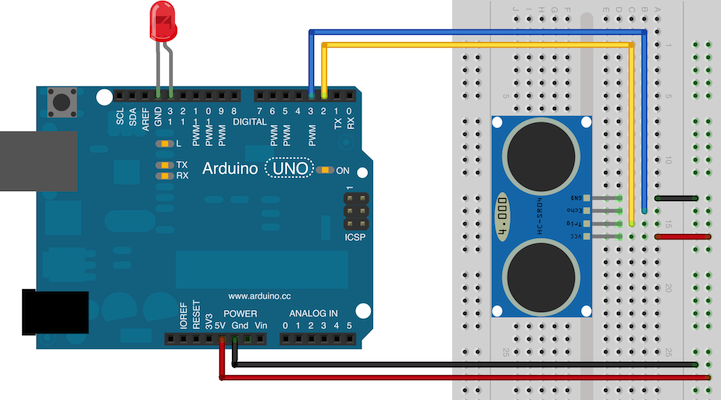 J I H G F E D C B A
1
5
10
15
20
25
SCL
SDA
AREF
GND
13
12
PWM 11
PWM 10
PWM 9
8
DIGITAL
7
PWM 6
PWM 5
4
PWM 3
2
TX 1
RX 0
L
TX
RX
Arduino UNO
ON
1
ICSP
www.arduino.cc
IOREF
RESET
3V3
5V
Gnd
Vin
POWER
ANALOG IN
0 1 2 3 4 5
4.000
HC-SR04
GND
Echo
Trig
VCC